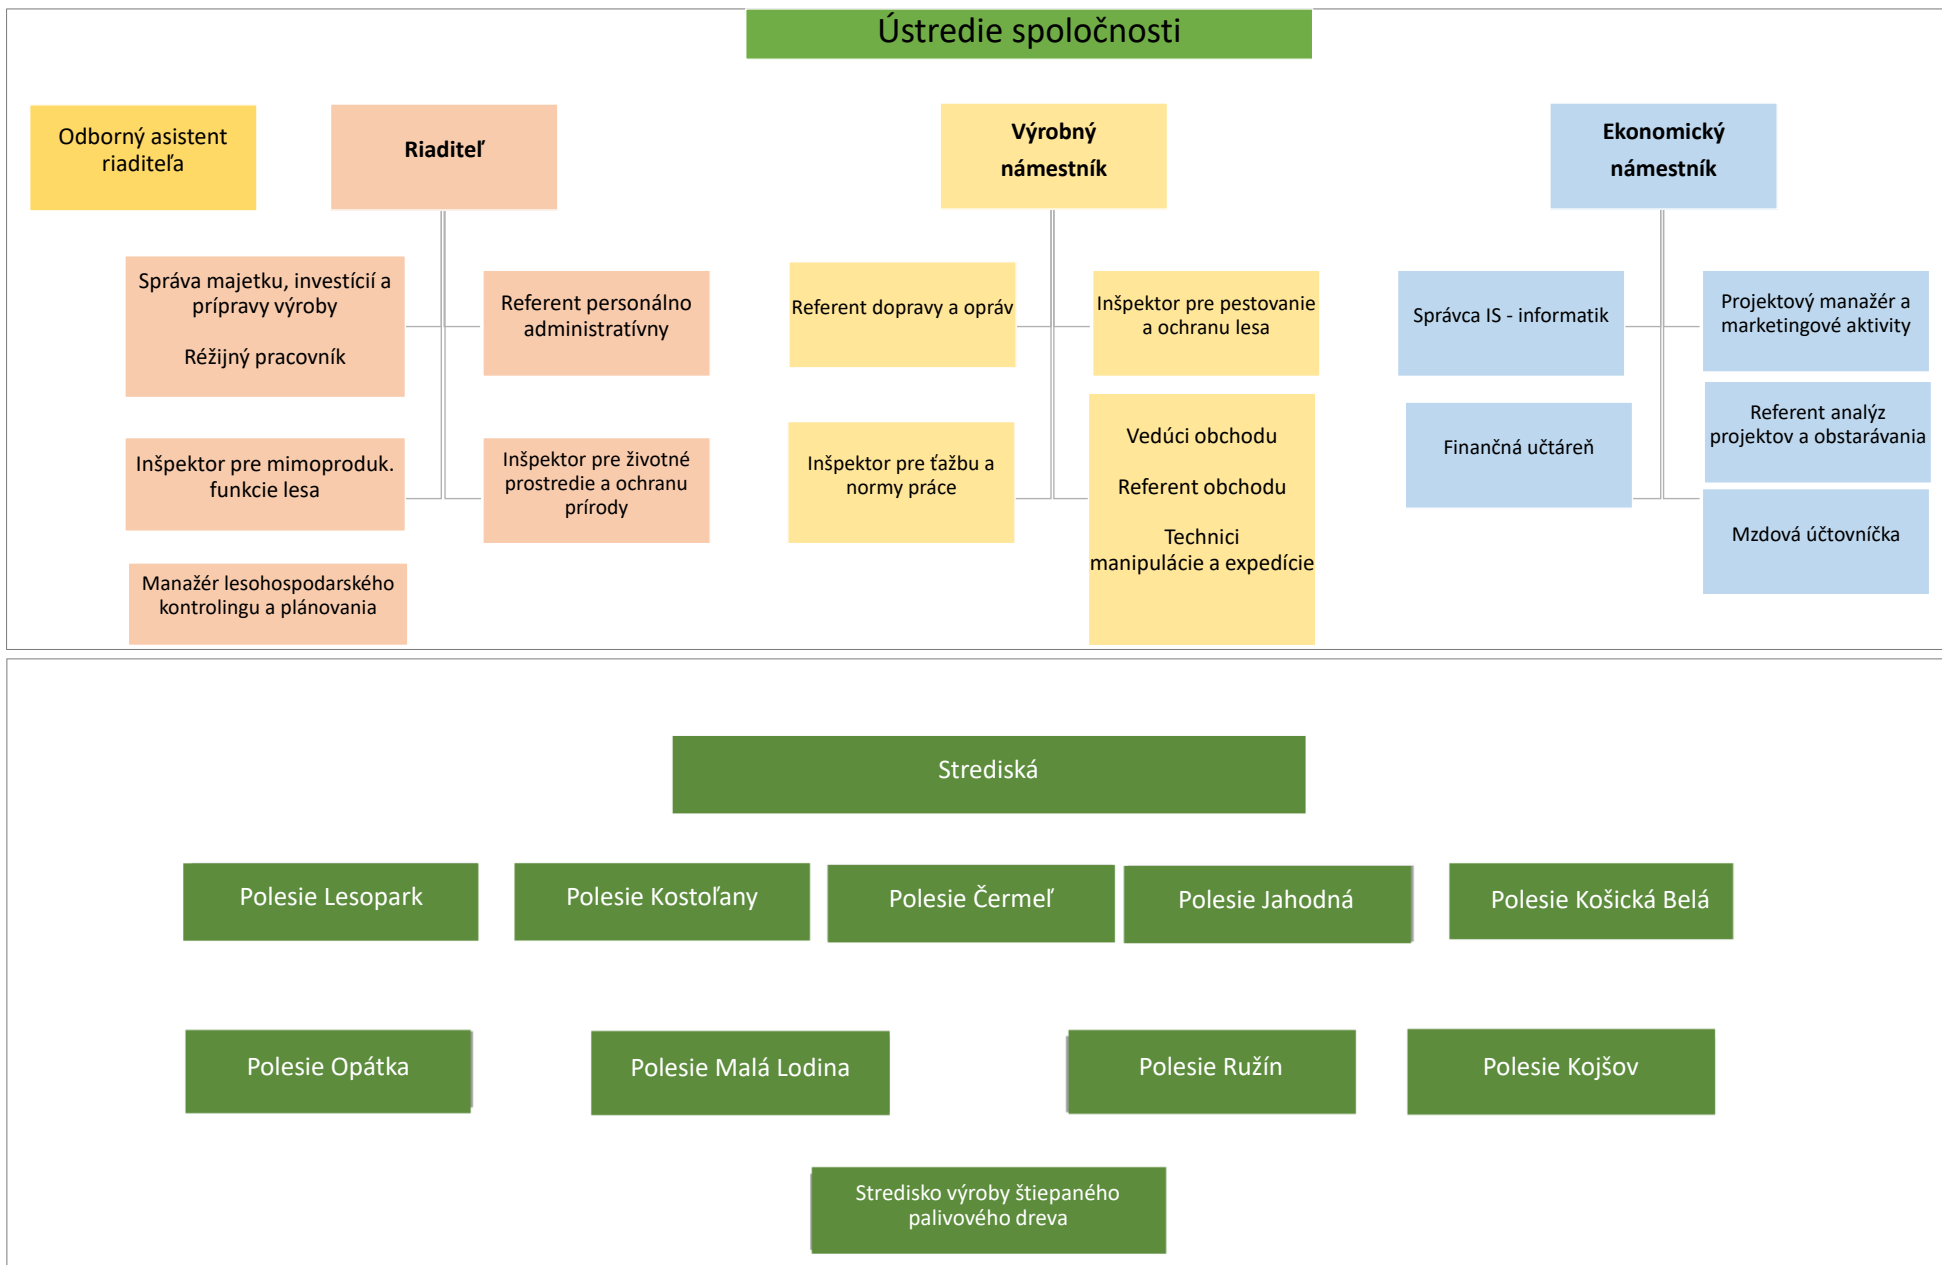 Ústredie spoločnosti
Odborný asistent
riaditeľa
Riaditeľ
Výrobný
námestník
Ekonomický
námestník
Správa majetku, investícií a
prípravy výroby
Réžijný pracovník
Referent personálno
administratívny
Referent dopravy a opráv
Inšpektor pre pestovanie
a ochranu lesa
Správca IS - informatik
Projektový manažér a
marketingové aktivity
Inšpektor pre mimoproduk.
funkcie lesa
Inšpektor pre životné
prostredie a ochranu
prírody
Inšpektor pre ťažbu a
normy práce
Vedúci obchodu
Referent obchodu
Technici
manipulácie a expedície
Finančná učtáreň
Referent analýz
projektov a obstarávania
Mzdová účtovníčka
Manažér lesohospodarského
kontrolingu a plánovania
Strediská
Polesie Lesopark
Polesie Kostoľany
Polesie Čermeľ
Polesie Jahodná
Polesie Košická Belá
Polesie Opátka
Polesie Malá Lodina
Polesie Ružín
Polesie Kojšov
Stredisko výroby štiepaného
palivového dreva